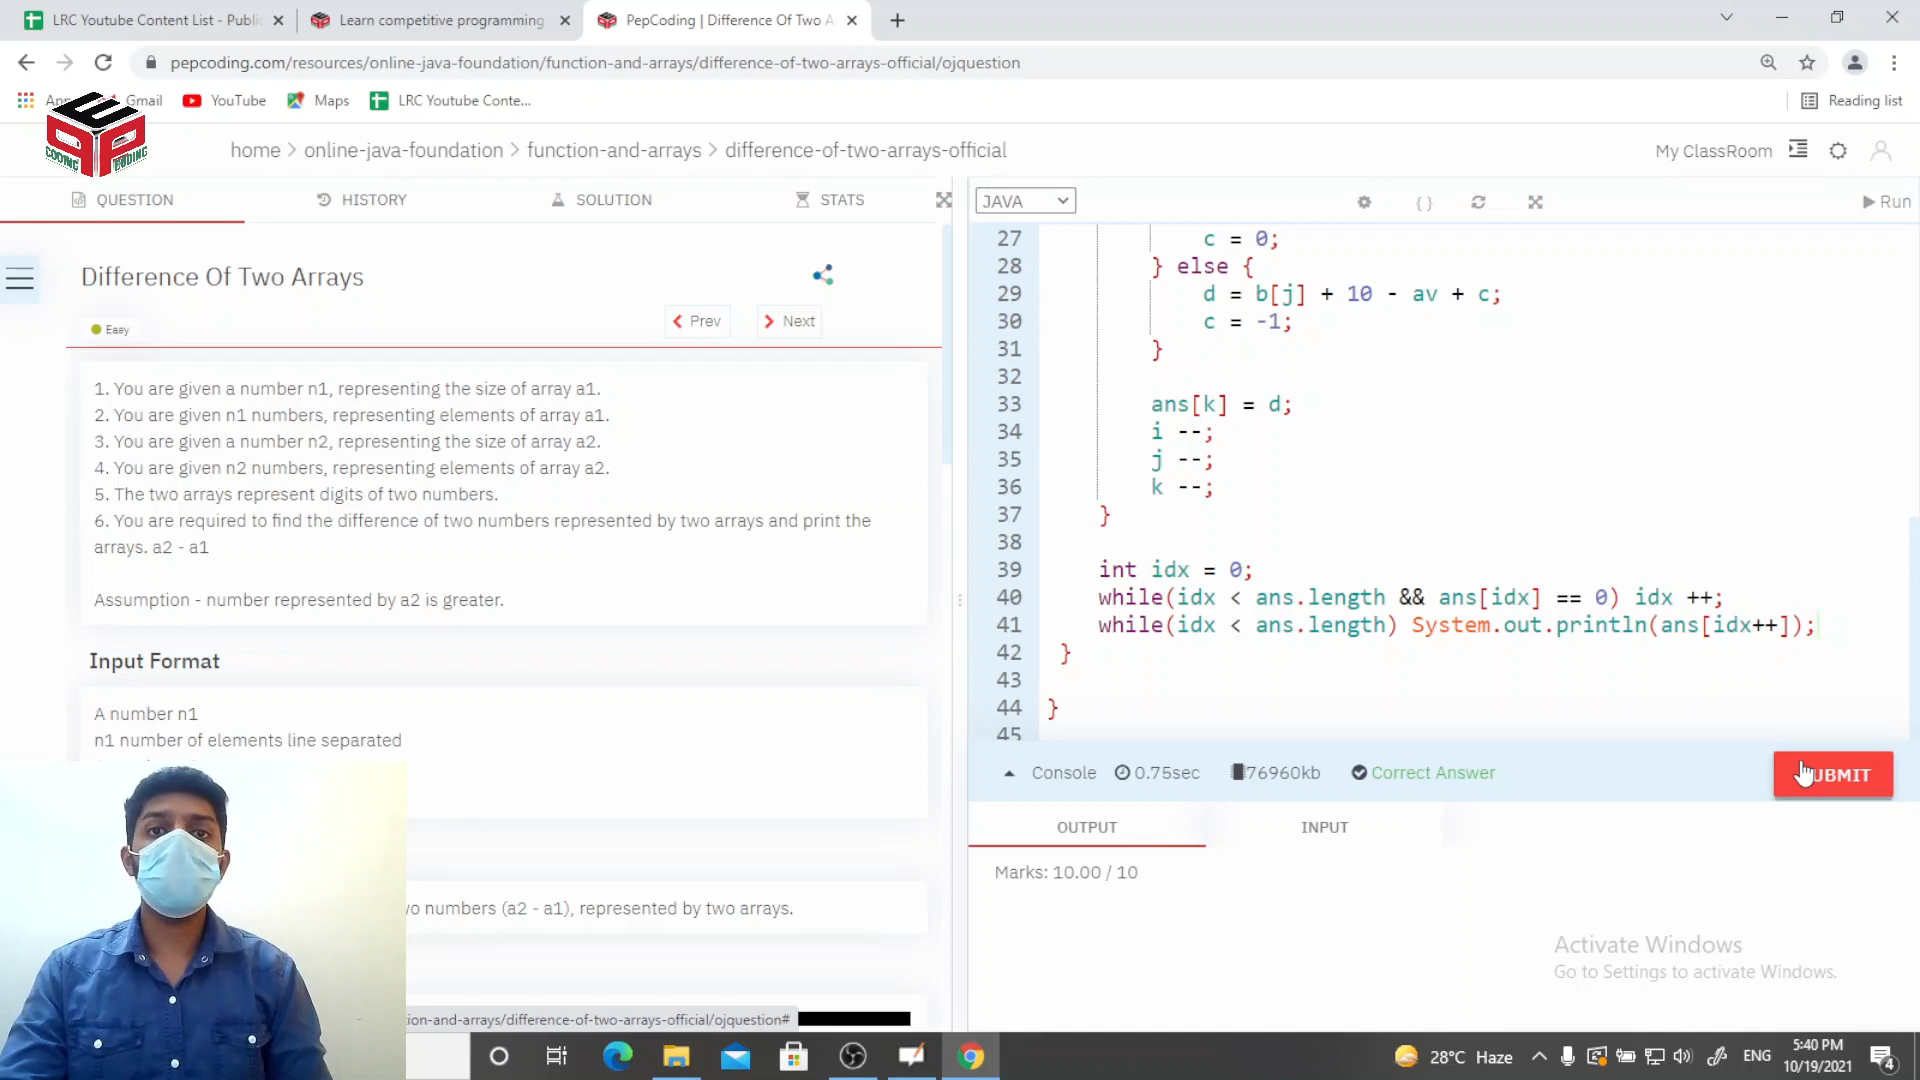 LRC Youtube Content List - Public
Learn competitive programming
PepCoding | Difference Of Two A
pepcoding.com/resources/online-java-foundation/function-and-arrays/difference-of-two-arrays-official/ojquestion
Gmail
YouTube
Maps
LRC Youtube Conte...
Reading list
PEP
CODING
CODING
home > online-java-foundation > function-and-arrays > difference-of-two-arrays-official
My ClassRoom
QUESTION
HISTORY
SOLUTION
STATS
JAVA
{ }
Run
Difference Of Two Arrays
Easy
Prev
Next
1. You are given a number n1, representing the size of array a1.
2. You are given n1 numbers, representing elements of array a1.
3. You are given a number n2, representing the size of array a2.
4. You are given n2 numbers, representing elements of array a2.
5. The two arrays represent digits of two numbers.
6. You are required to find the difference of two numbers represented by two arrays and print the
arrays. a2 - a1
Assumption - number represented by a2 is greater.
Input Format
A number n1
n1 number of elements line separated
wo numbers (a2 - a1), represented by two arrays.
tion-and-arrays/difference-of-two-arrays-official/ojquestion#
27 c = 0;
28 } else {
29 d = b[j] + 10 - av + c;
30 c = -1;
31 }
32
33 ans[k] = d;
34 i --;
35 j --;
36 k --;
37 }
38
39 int idx = 0;
40 while(idx < ans.length && ans[idx] == 0) idx ++;
41 while(idx < ans.length) System.out.println(ans[idx++]);
42 }
43
44 }
45
Console
0.75sec
76960kb
Correct Answer
UBMIT
OUTPUT
INPUT
Marks: 10.00 / 10
Activate Windows
Go to Settings to activate Windows.
28°C Haze
ENG
5:40 PM
10/19/2021
4